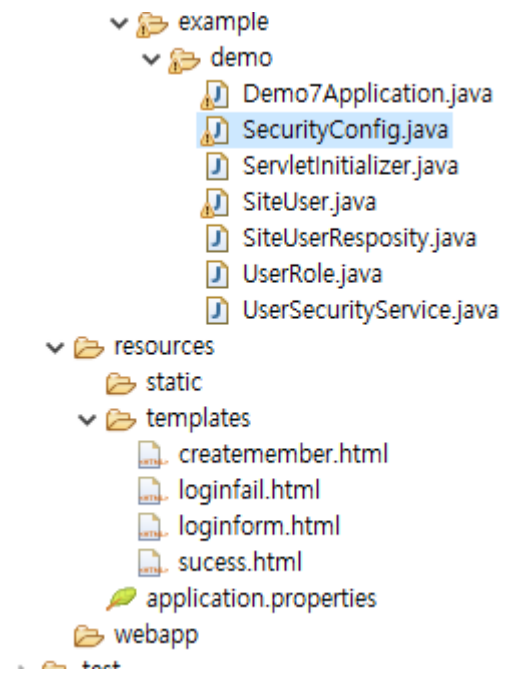 example
demo
Demo7Application.java
SecurityConfig.java
ServletInitializer.java
SiteUser.java
SiteUserResposity.java
UserRole.java
UserSecurityService.java
resources
static
templates
createmember.html
loginfail.html
loginform.html
sucess.html
application.properties
webapp
test